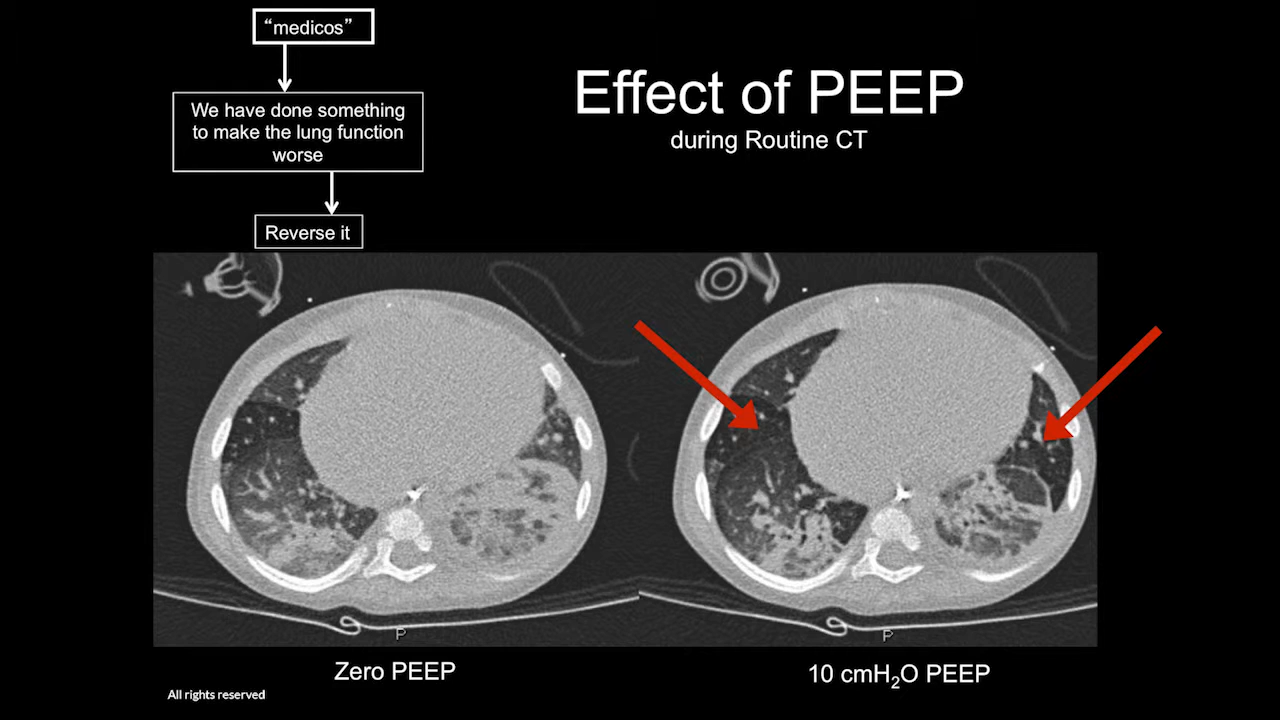 “medicos”
We have done something
to make the lung function
worse
Reverse it
Effect of PEEP
during Routine CT
P
P
Zero PEEP
10 cmH₂O PEEP
All rights reserved